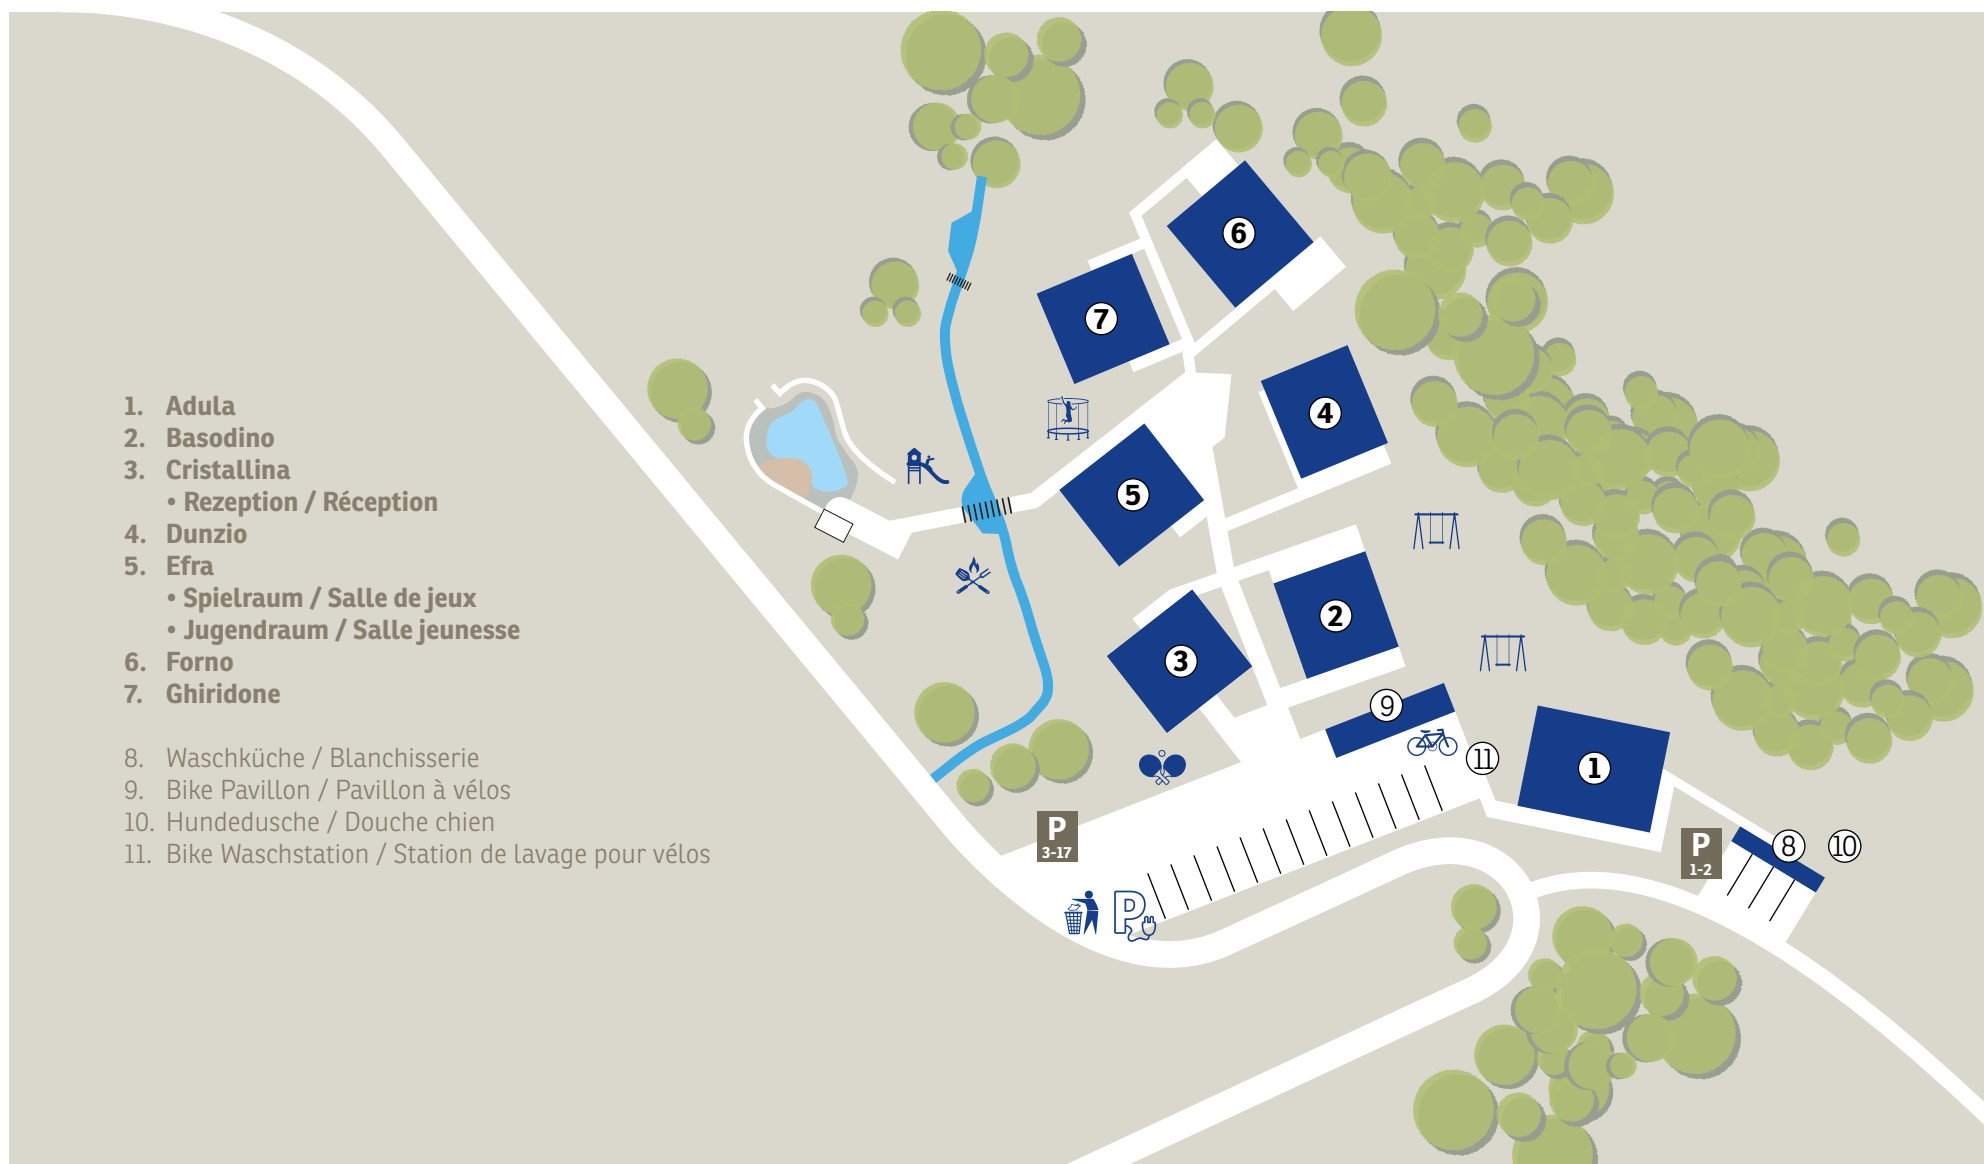 1. Adula
2. Basodino
3. Cristallina
• Rezeption / Réception
4. Dunzio
5. Efra
• Spielraum / Salle de jeux
• Jugendraum / Salle jeunesse
6. Forno
7. Ghiridone
8. Waschküche / Blanchisserie
9. Bike Pavillon / Pavillon à vélos
10. Hundedusche / Douche chien
11. Bike Waschstation / Station de lavage pour vélos
6
7
4
5
2
3
9
11
1
P
3-17
P
1-2
8
10
P